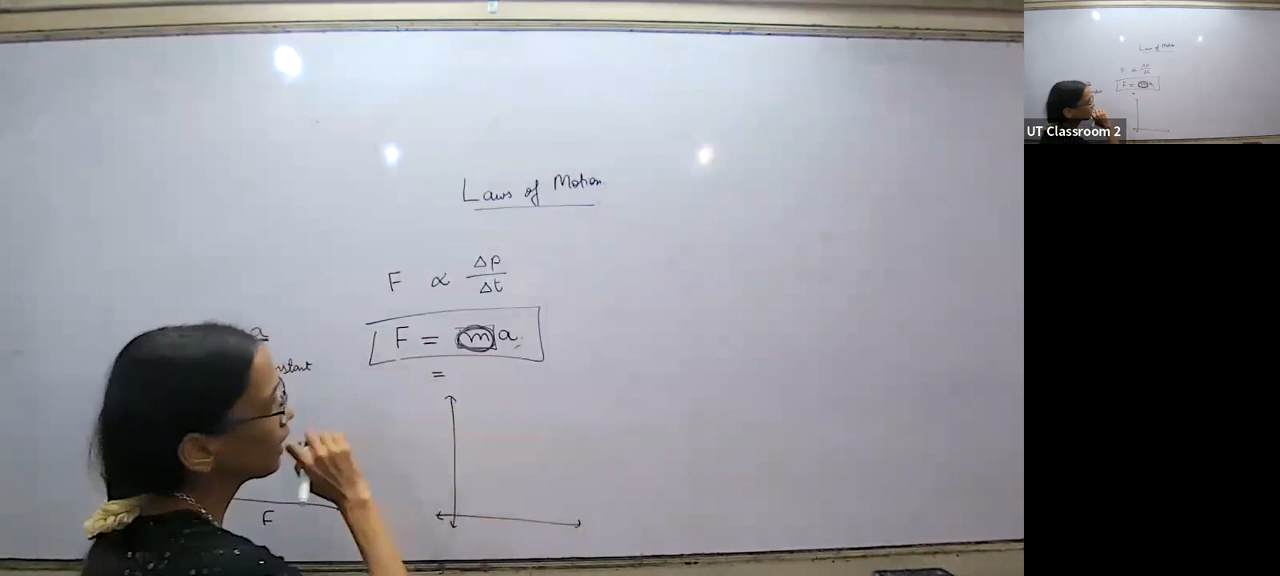 Laws of Motion
F ∝ Δp/Δt
F = ma
a
=
F
UT Classroom 2